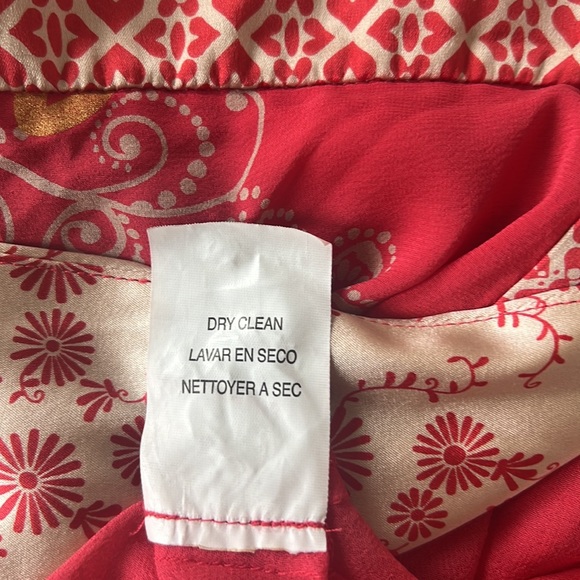 DRY CLEAN
LAVAR EN SECO
NETTOYER A SEC